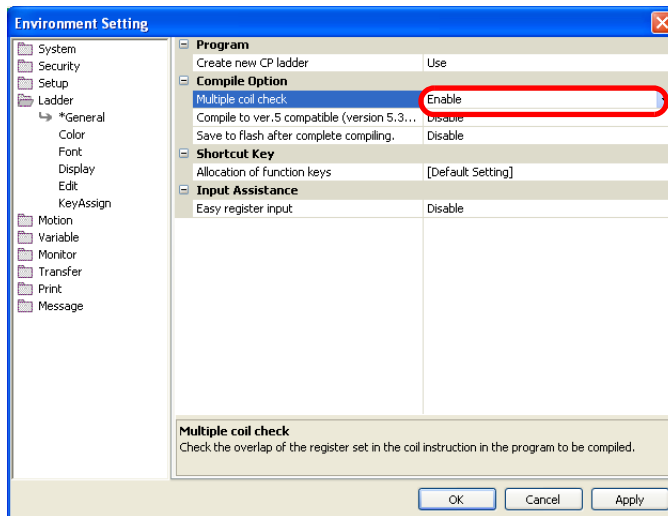 Environment Setting
System
Security
Setup
Ladder
*General
Color
Font
Display
Edit
KeyAssign
Motion
Variable
Monitor
Transfer
Print
Message
Program
Create new CP ladder Use
Compile Option
Multiple coil check Enable
Compile to ver.5 compatible (version 5.3... Disable
Save to flash after complete compiling. Disable
Shortcut Key
Allocation of function keys [Default Setting]
Input Assistance
Easy register input Disable
Multiple coil check
Check the overlap of the register set in the coil instruction in the program to be compiled.
OK Cancel Apply